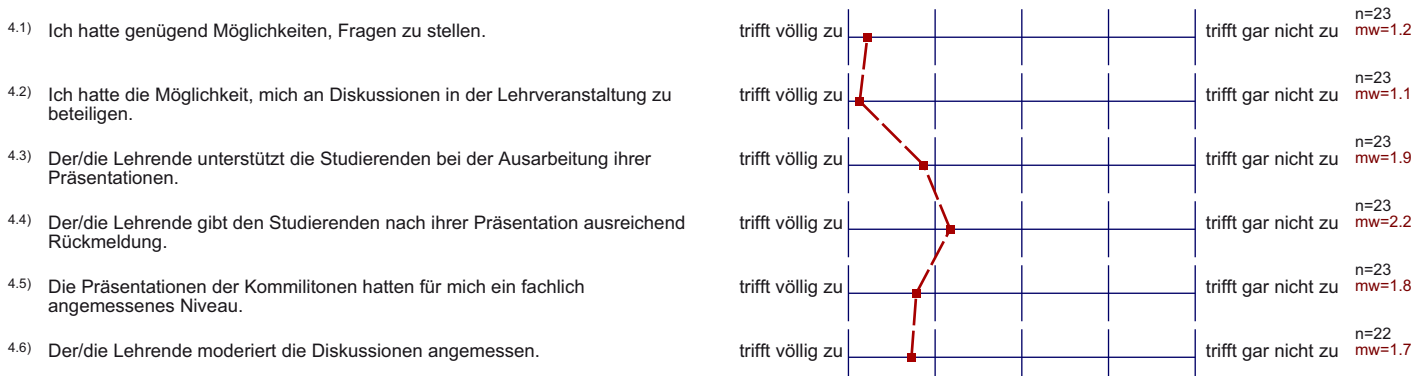 4.1) Ich hatte genügend Möglichkeiten, Fragen zu stellen. trifft völlig zu trifft gar nicht zu n=23
mw=1.2
4.2) Ich hatte die Möglichkeit, mich an Diskussionen in der Lehrveranstaltung zu
beteiligen. trifft völlig zu trifft gar nicht zu n=23
mw=1.1
4.3) Der/die Lehrende unterstützt die Studierenden bei der Ausarbeitung ihrer
Präsentationen. trifft völlig zu trifft gar nicht zu n=23
mw=1.9
4.4) Der/die Lehrende gibt den Studierenden nach ihrer Präsentation ausreichend
Rückmeldung. trifft völlig zu trifft gar nicht zu n=23
mw=2.2
4.5) Die Präsentationen der Kommilitonen hatten für mich ein fachlich
angemessenes Niveau. trifft völlig zu trifft gar nicht zu n=23
mw=1.8
4.6) Der/die Lehrende moderiert die Diskussionen angemessen. trifft völlig zu trifft gar nicht zu n=22
mw=1.7